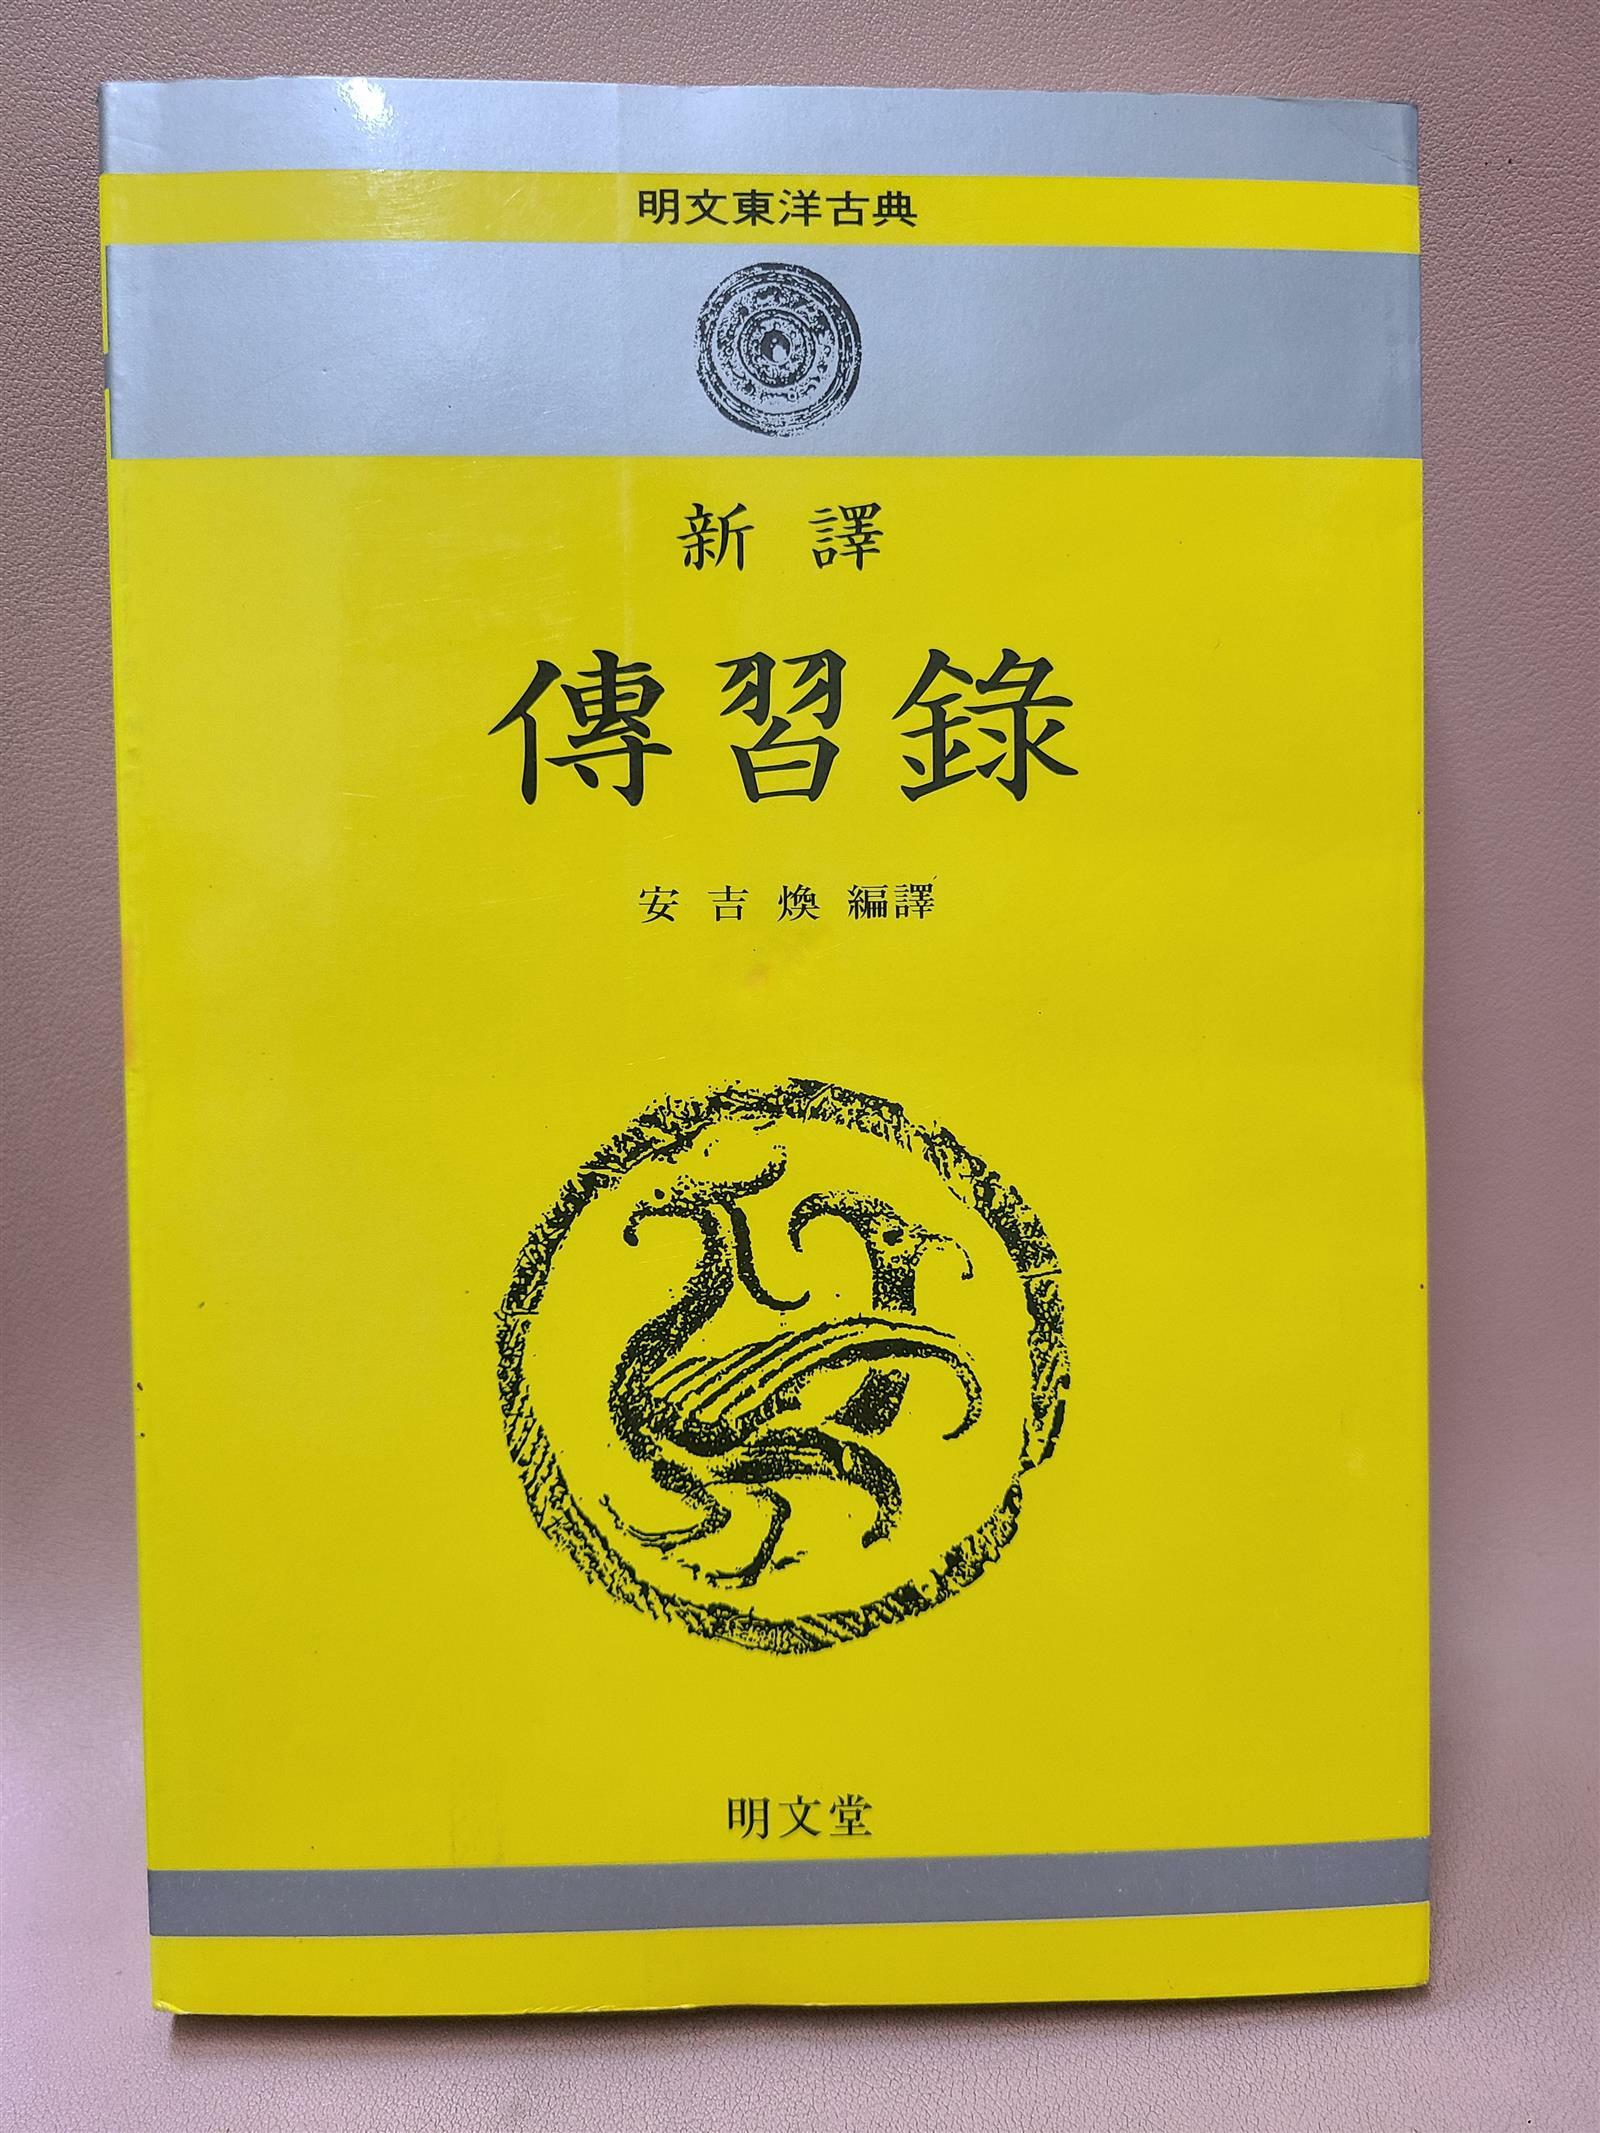 明文東洋古典
新譯
傳習錄
安吉煥 編譯
明文堂